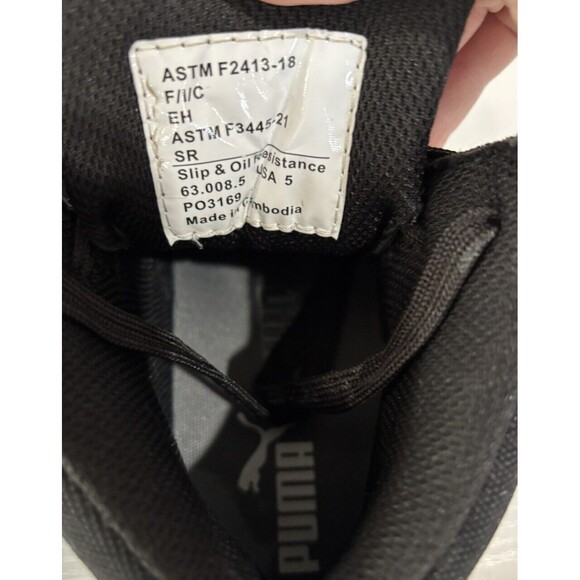 ASTM F2413-18
F/I/C
EH
ASTM F3445-21
SR
Slip & Oil Resistance
63.008.5 USA 5
PO3169
Made in Cambodia
PUMA